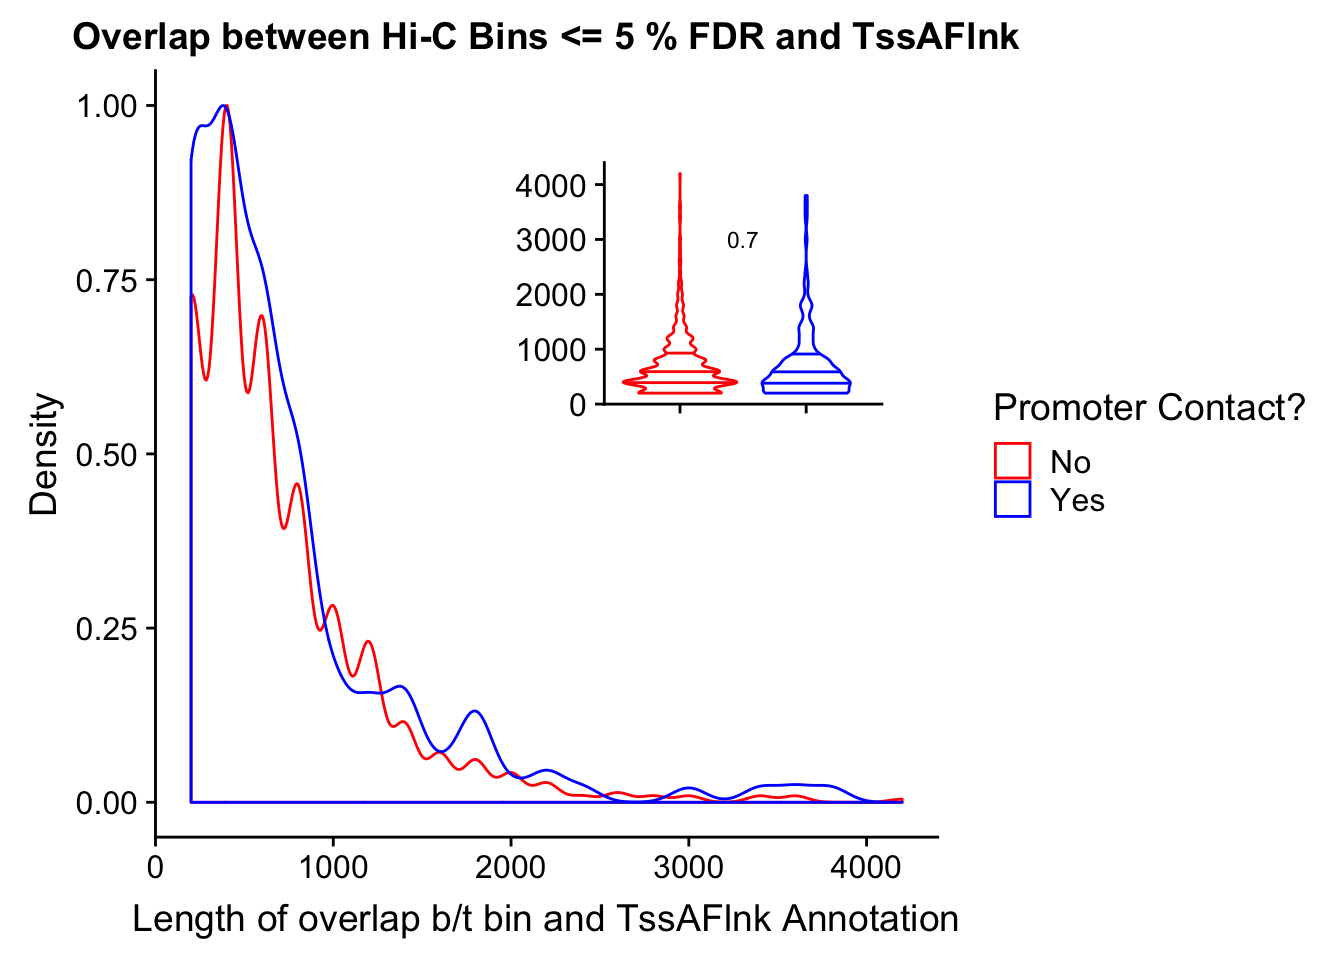 Overlap between Hi-C Bins <= 5 % FDR and TssAFlnk
1.00
0.75
0.50
0.25
0.00
Density
0
1000
2000
3000
4000
Length of overlap b/t bin and TssAFlnk Annotation
4000
3000
2000
1000
0
0.7
Promoter Contact?
No
Yes